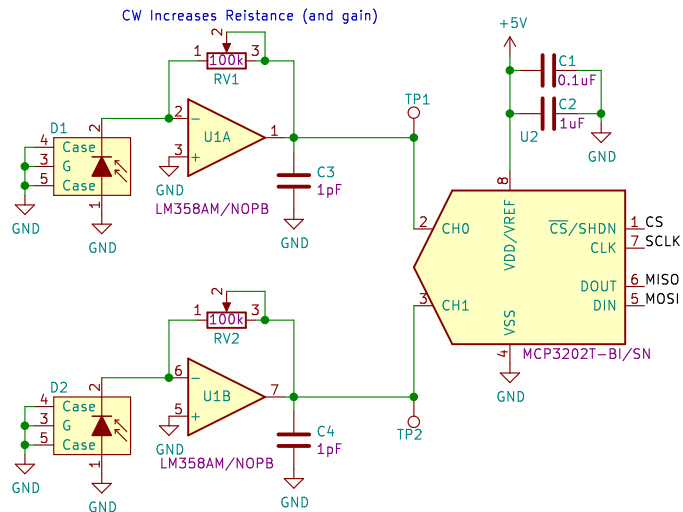 CW Increases Reistance (and gain)
2
1
3
100k
RV1
+5V
C1
0.1uF
C2
1uF
U2
GND
TP1
D1
2
4
Case
3
G
5
Case
1
GND
GND
2
−
U1A
1
3
+
GND
LM358AM/NOPB
C3
1pF
GND
8
VDD/VREF
2
CH0
CS/SHDN
1
CS
CLK
7
SCLK
DOUT
6
MISO
3
CH1
DIN
5
MOSI
VSS
4
MCP3202T-BI/SN
GND
2
1
3
100k
RV2
D2
2
4
Case
3
G
5
Case
1
GND
GND
6
−
U1B
7
5
+
GND
LM358AM/NOPB
C4
1pF
GND
TP2